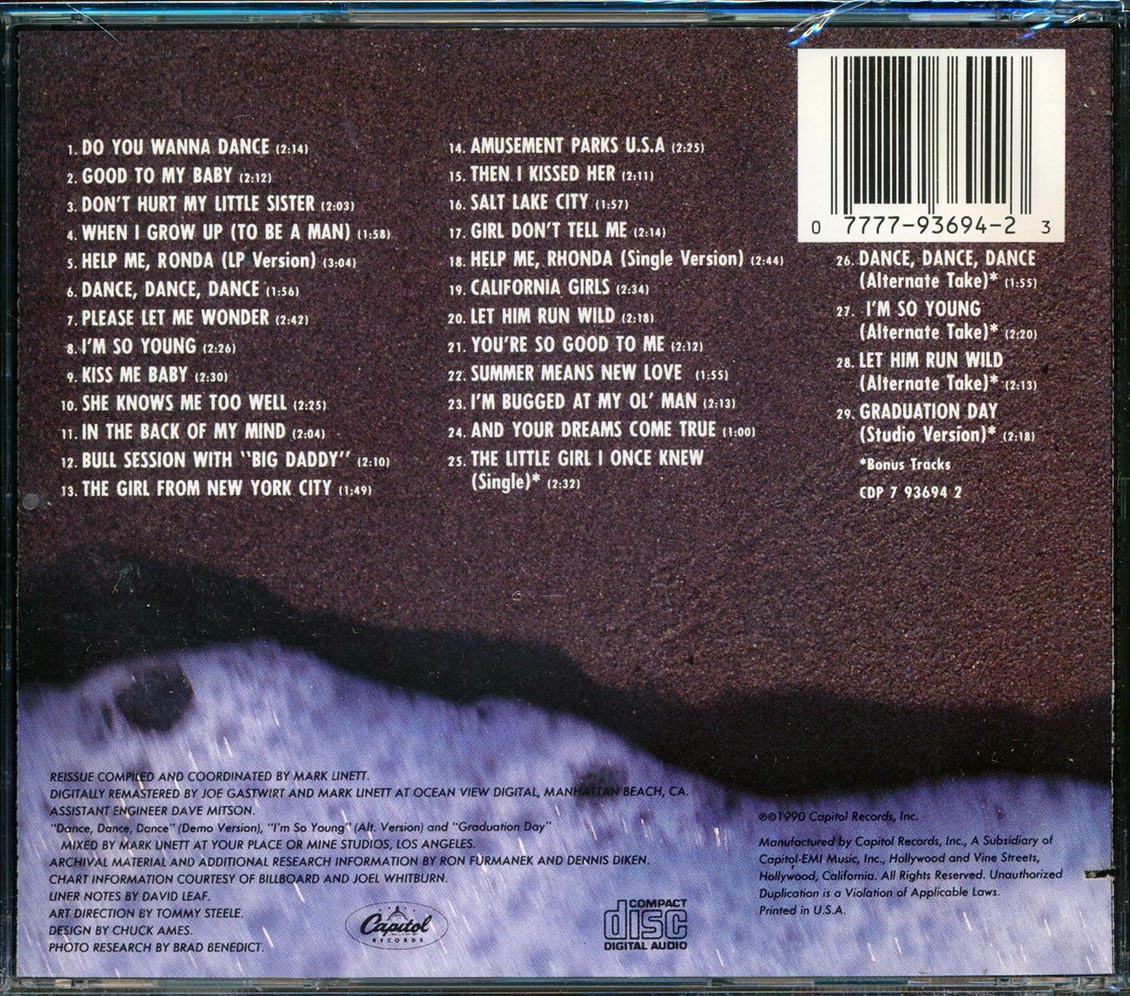 1. DO YOU WANNA DANCE (2:14)
2. GOOD TO MY BABY (2:12)
3. DON'T HURT MY LITTLE SISTER (2:03)
4. WHEN I GROW UP (TO BE A MAN) (1:58)
5. HELP ME, RONDA (LP Version) (3:04)
6. DANCE, DANCE, DANCE (1:56)
7. PLEASE LET ME WONDER (2:42)
8. I'M SO YOUNG (2:26)
9. KISS ME BABY (2:30)
10. SHE KNOWS ME TOO WELL (2:25)
11. IN THE BACK OF MY MIND (2:04)
12. BULL SESSION WITH "BIG DADDY" (2:10)
13. THE GIRL FROM NEW YORK CITY (1:49)
14. AMUSEMENT PARKS U.S.A (2:25)
15. THEN I KISSED HER (2:11)
16. SALT LAKE CITY (1:57)
17. GIRL DON'T TELL ME (2:14)
18. HELP ME, RHONDA (Single Version) (2:44)
19. CALIFORNIA GIRLS (2:34)
20. LET HIM RUN WILD (2:18)
21. YOU'RE SO GOOD TO ME (2:12)
22. SUMMER MEANS NEW LOVE (1:55)
23. I'M BUGGED AT MY OL' MAN (2:13)
24. AND YOUR DREAMS COME TRUE (1:00)
25. THE LITTLE GIRL I ONCE KNEW
(Single)* (2:32)
0 7777-93694-2 3
26. DANCE, DANCE, DANCE
(Alternate Take)* (1:55)
27. I'M SO YOUNG
(Alternate Take)* (2:20)
28. LET HIM RUN WILD
(Alternate Take)* (2:13)
29. GRADUATION DAY
(Studio Version)* (2:18)
*Bonus Tracks
CDP 7 93694 2
REISSUE COMPILED AND COORDINATED BY MARK LINETT.
DIGITALLY REMASTERED BY JOE GASTWIRT AND MARK LINETT AT OCEAN VIEW DIGITAL, MANHATTAN BEACH, CA.
ASSISTANT ENGINEER DAVE MITSON.
"Dance, Dance, Dance" (Demo Version), "I'm So Young" (Alt. Version) and "Graduation Day"
MIXED BY MARK LINETT AT YOUR PLACE OR MINE STUDIOS, LOS ANGELES.
ARCHIVAL MATERIAL AND ADDITIONAL RESEARCH INFORMATION BY RON FURMANEK AND DENNIS DIKEN.
CHART INFORMATION COURTESY OF BILLBOARD AND JOEL WHITBURN.
LINER NOTES BY DAVID LEAF.
ART DIRECTION BY TOMMY STEELE.
DESIGN BY CHUCK AMES.
PHOTO RESEARCH BY BRAD BENEDICT.
Capitol
RECORDS
COMPACT
disc
DIGITAL AUDIO
℗©1990 Capitol Records, Inc.
Manufactured by Capitol Records, Inc., A Subsidiary of
Capitol-EMI Music, Inc., Hollywood and Vine Streets,
Hollywood, California. All Rights Reserved. Unauthorized
Duplication is a Violation of Applicable Laws.
Printed in U.S.A.